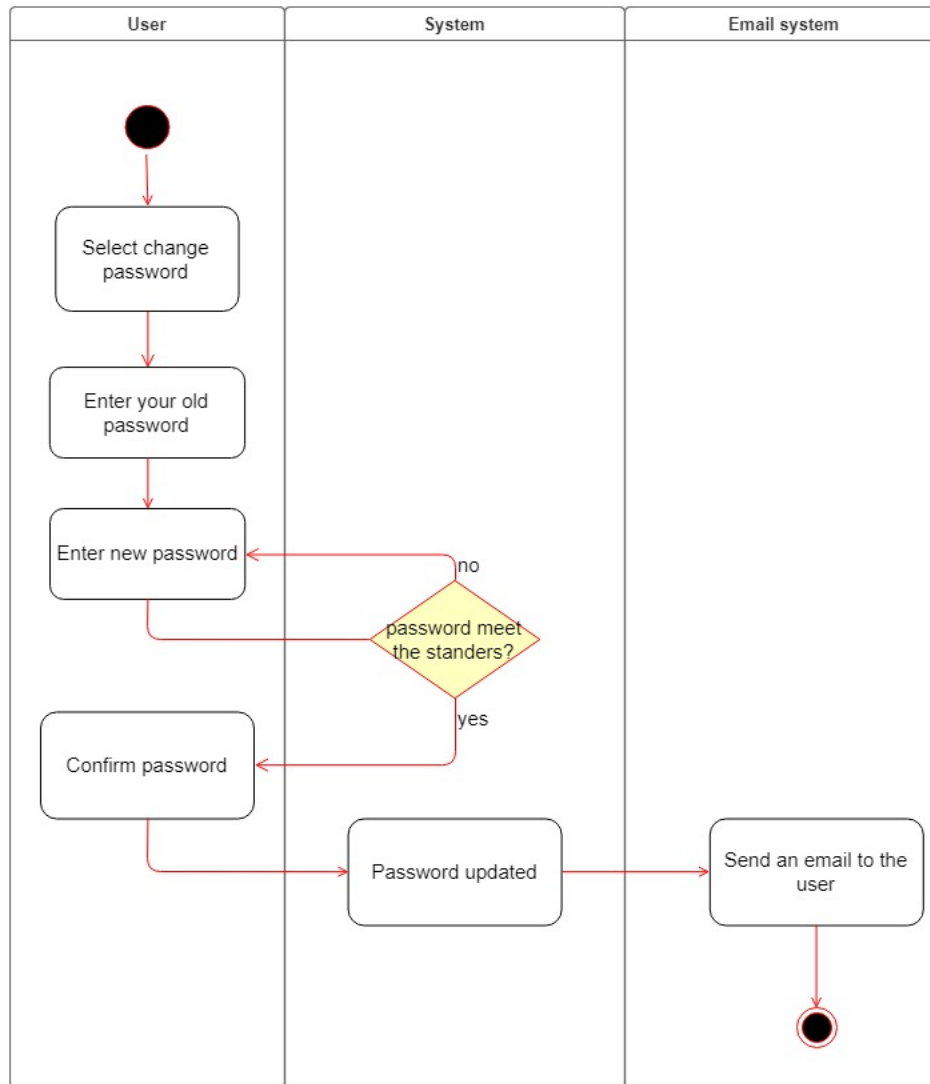 User
System
Email system
Select change
password
Enter your old
password
Enter new password
no
password meet
the standers?
yes
Confirm password
Password updated
Send an email to the
user